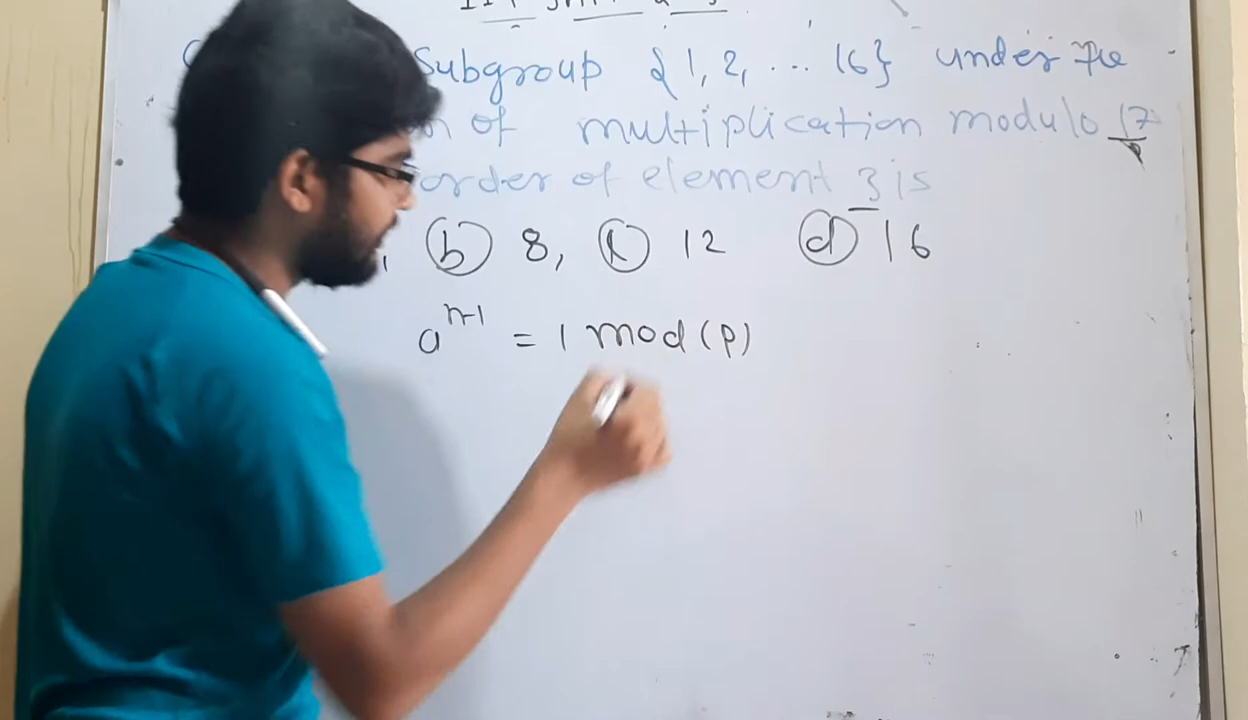 Subgroup {1, 2, ... 16} under the
of multiplication modulo 17
order of element 3 is
(b) 8, (c) 12 (d) 16
a^{n-1} = 1 mod (p)